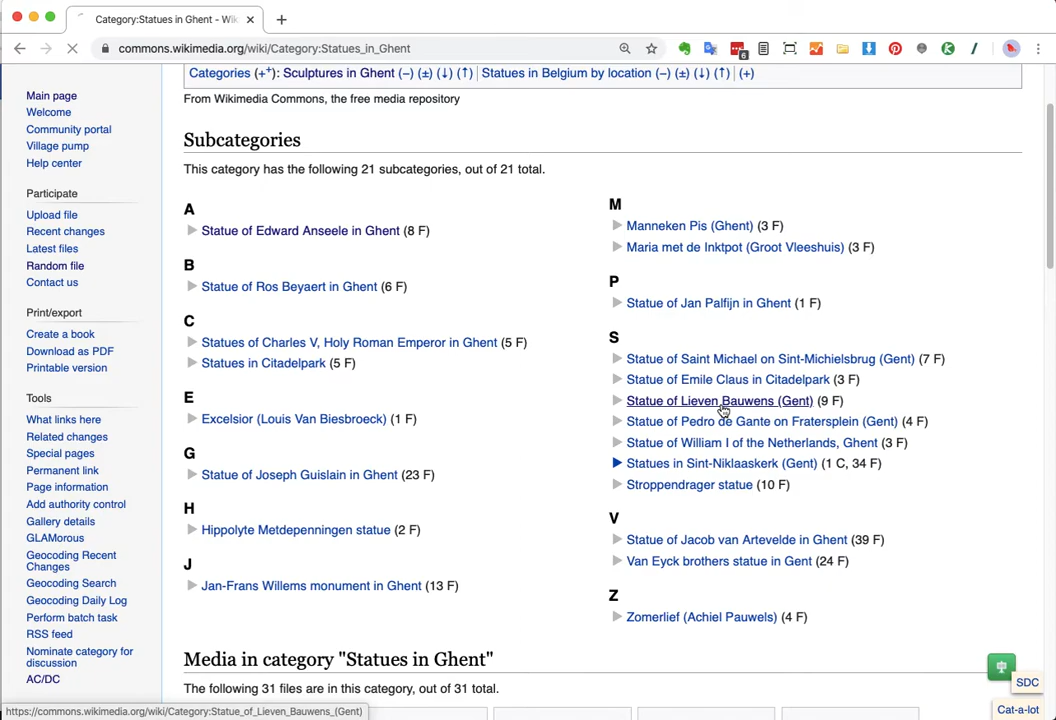 Category:Statues in Ghent - Wik
commons.wikimedia.org/wiki/Category:Statues_in_Ghent
6
Categories (+⁺): Sculptures in Ghent (−) (±) (↓) (↑) | Statues in Belgium by location (−) (±) (↓) (↑) | (+)
From Wikimedia Commons, the free media repository
Main page
Welcome
Community portal
Village pump
Help center
Participate
Upload file
Recent changes
Latest files
Random file
Contact us
Print/export
Create a book
Download as PDF
Printable version
Tools
What links here
Related changes
Special pages
Permanent link
Page information
Add authority control
Gallery details
GLAMorous
Geocoding Recent
Changes
Geocoding Search
Geocoding Daily Log
Perform batch task
RSS feed
Nominate category for
discussion
AC/DC
Subcategories
This category has the following 21 subcategories, out of 21 total.
A
Statue of Edward Anseele in Ghent (8 F)
B
Statue of Ros Beyaert in Ghent (6 F)
C
Statues of Charles V, Holy Roman Emperor in Ghent (5 F)
Statues in Citadelpark (5 F)
E
Excelsior (Louis Van Biesbroeck) (1 F)
G
Statue of Joseph Guislain in Ghent (23 F)
H
Hippolyte Metdepenningen statue (2 F)
J
Jan-Frans Willems monument in Ghent (13 F)
M
Manneken Pis (Ghent) (3 F)
Maria met de Inktpot (Groot Vleeshuis) (3 F)
P
Statue of Jan Palfijn in Ghent (1 F)
S
Statue of Saint Michael on Sint-Michielsbrug (Gent) (7 F)
Statue of Emile Claus in Citadelpark (3 F)
Statue of Lieven Bauwens (Gent) (9 F)
Statue of Pedro de Gante on Fratersplein (Gent) (4 F)
Statue of William I of the Netherlands, Ghent (3 F)
Statues in Sint-Niklaaskerk (Gent) (1 C, 34 F)
Stroppendrager statue (10 F)
V
Statue of Jacob van Artevelde in Ghent (39 F)
Van Eyck brothers statue in Gent (24 F)
Z
Zomerlief (Achiel Pauwels) (4 F)
Media in category "Statues in Ghent"
The following 31 files are in this category, out of 31 total.
SDC
Cat-a-lot
https://commons.wikimedia.org/wiki/Category:Statue_of_Lieven_Bauwens_(Gent)